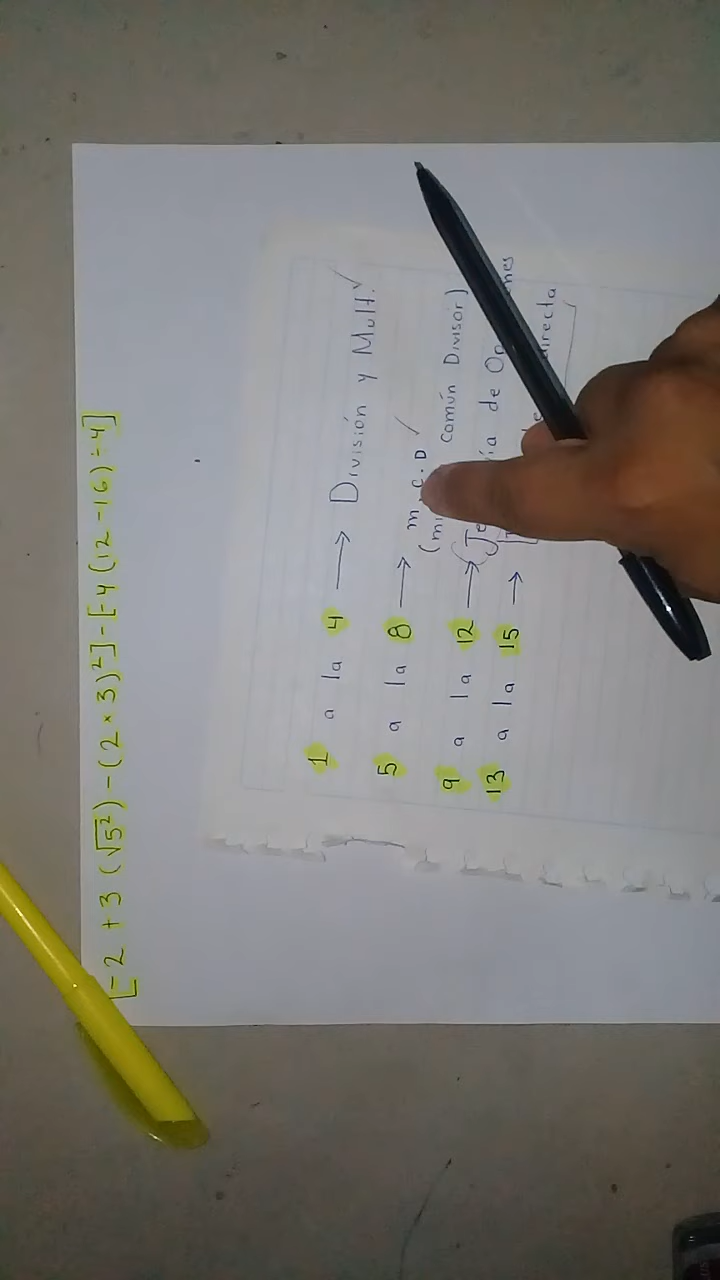 [-2 + 3 (√5²) - (2 × 3)²] - [-4 (12 - 16) - 4]
1 a la 4 → División y Mult. ✓
5 a la 8 → m.c.D ✓
Común Divisor)
9 a la 12 → de
13 a la 15 → directa